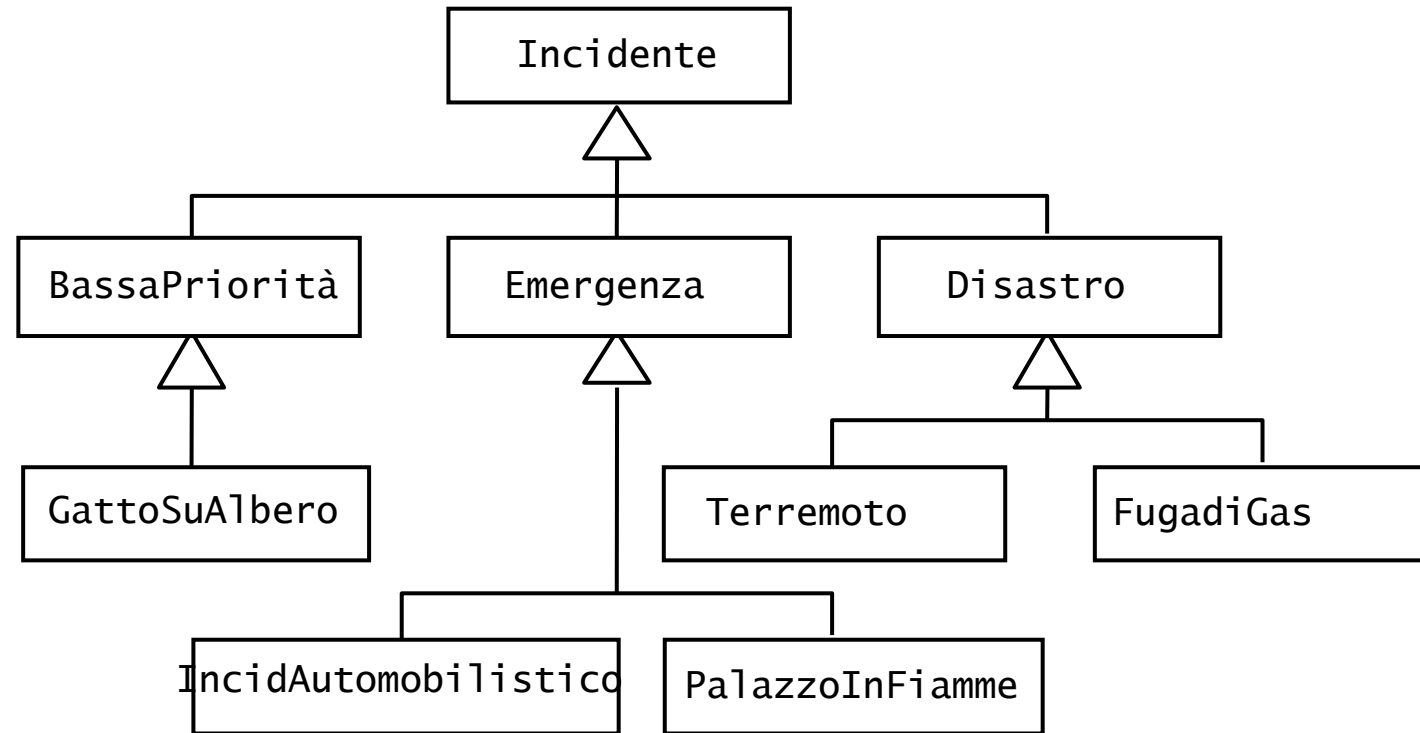 Incidente
BassaPriorità
Emergenza
Disastro
GattoSuAlbero
Terremoto
FugadiGas
IncidAutomobilistico
PalazzoInFiamme